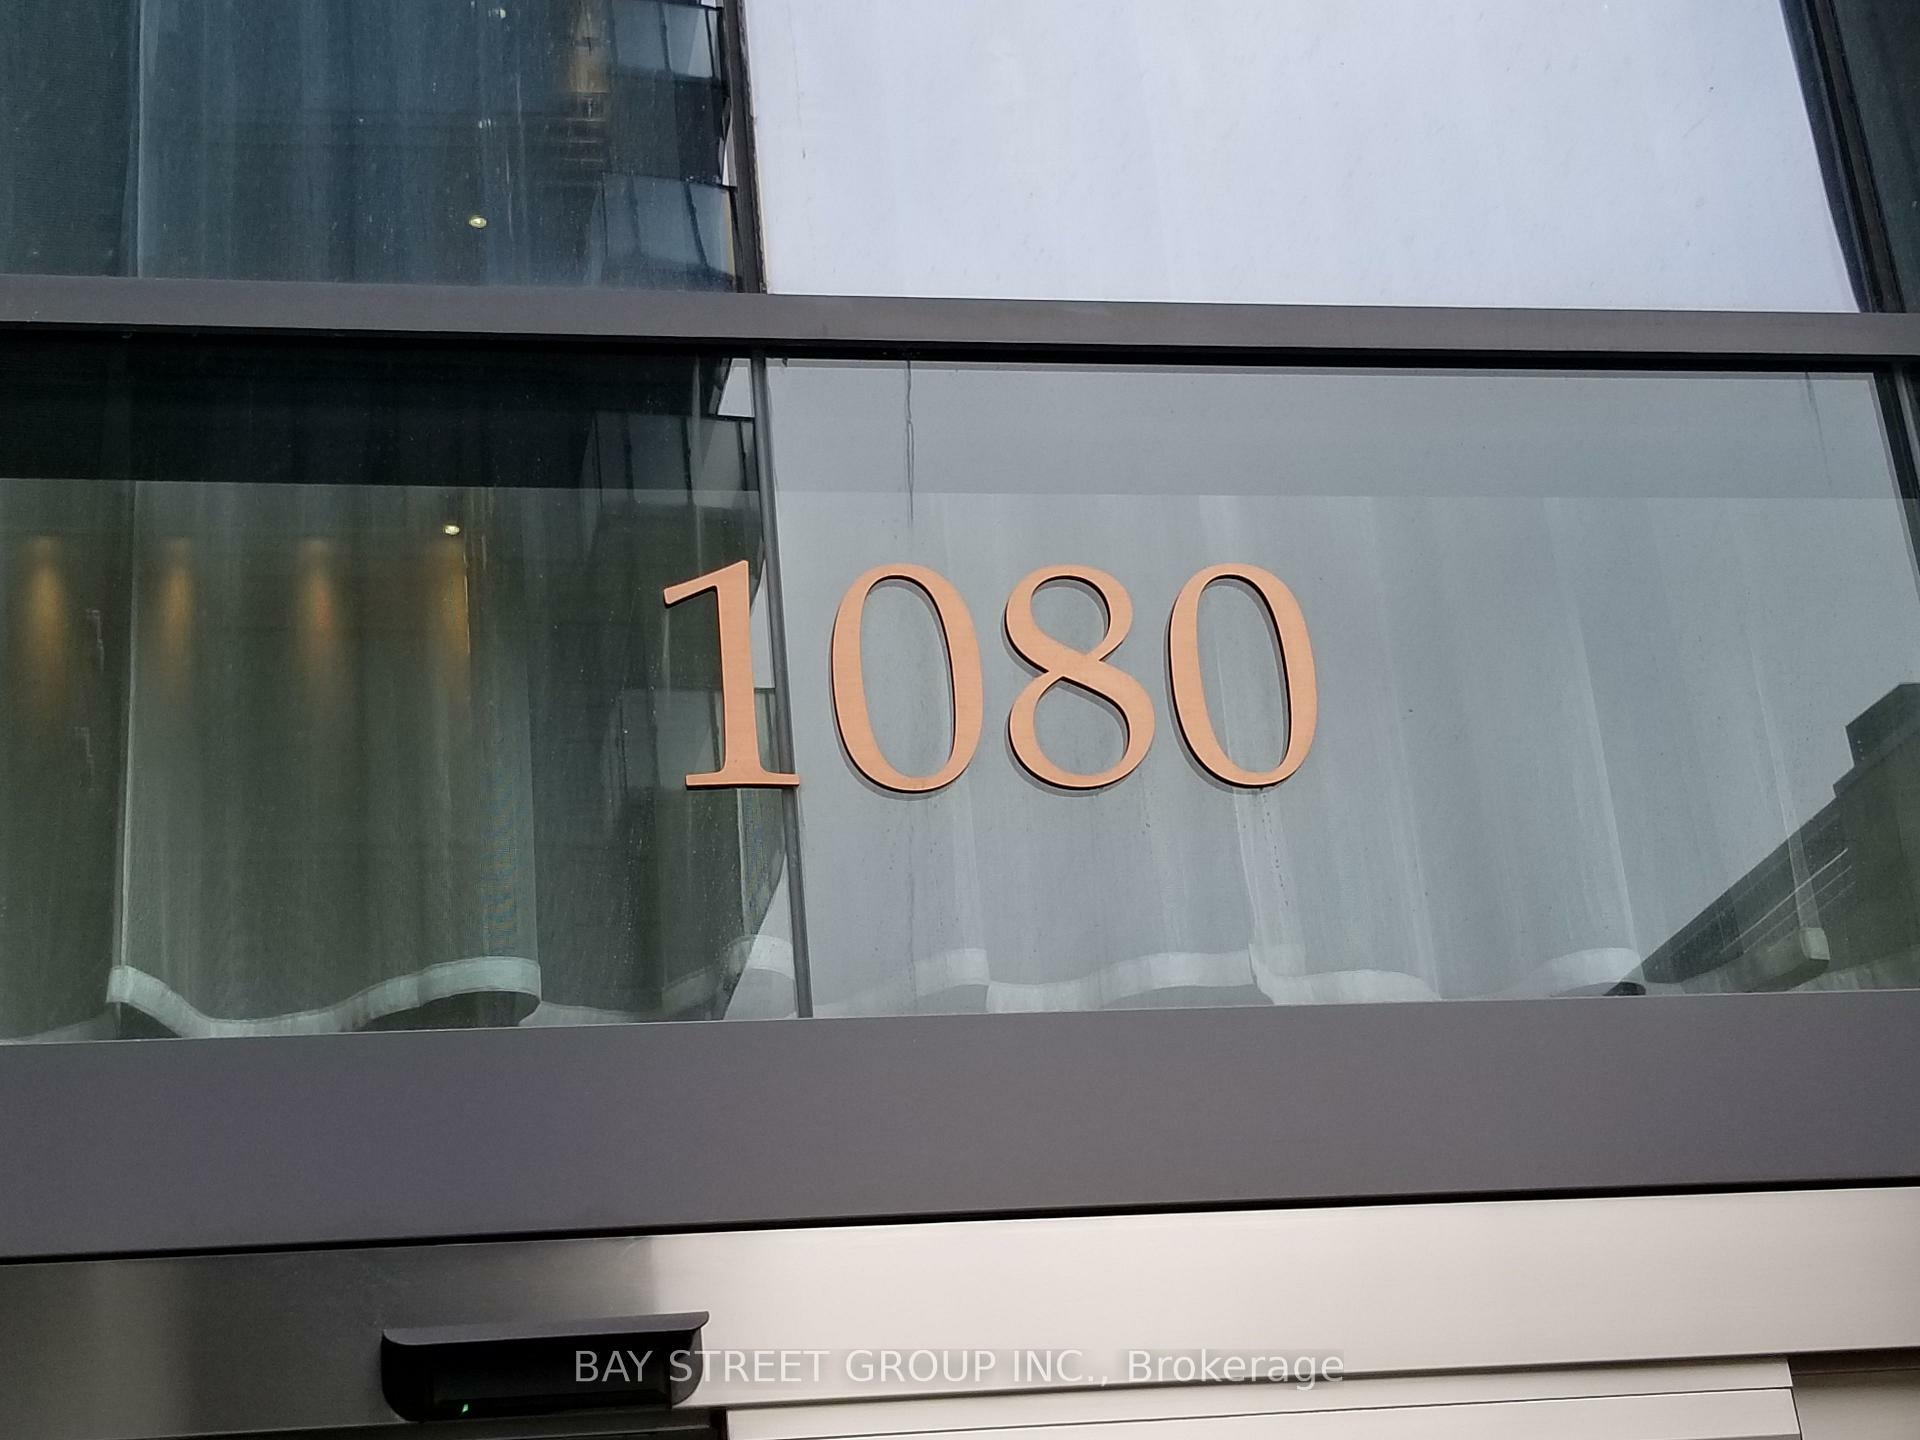 1080
BAY STREET GROUP INC., Brokerage